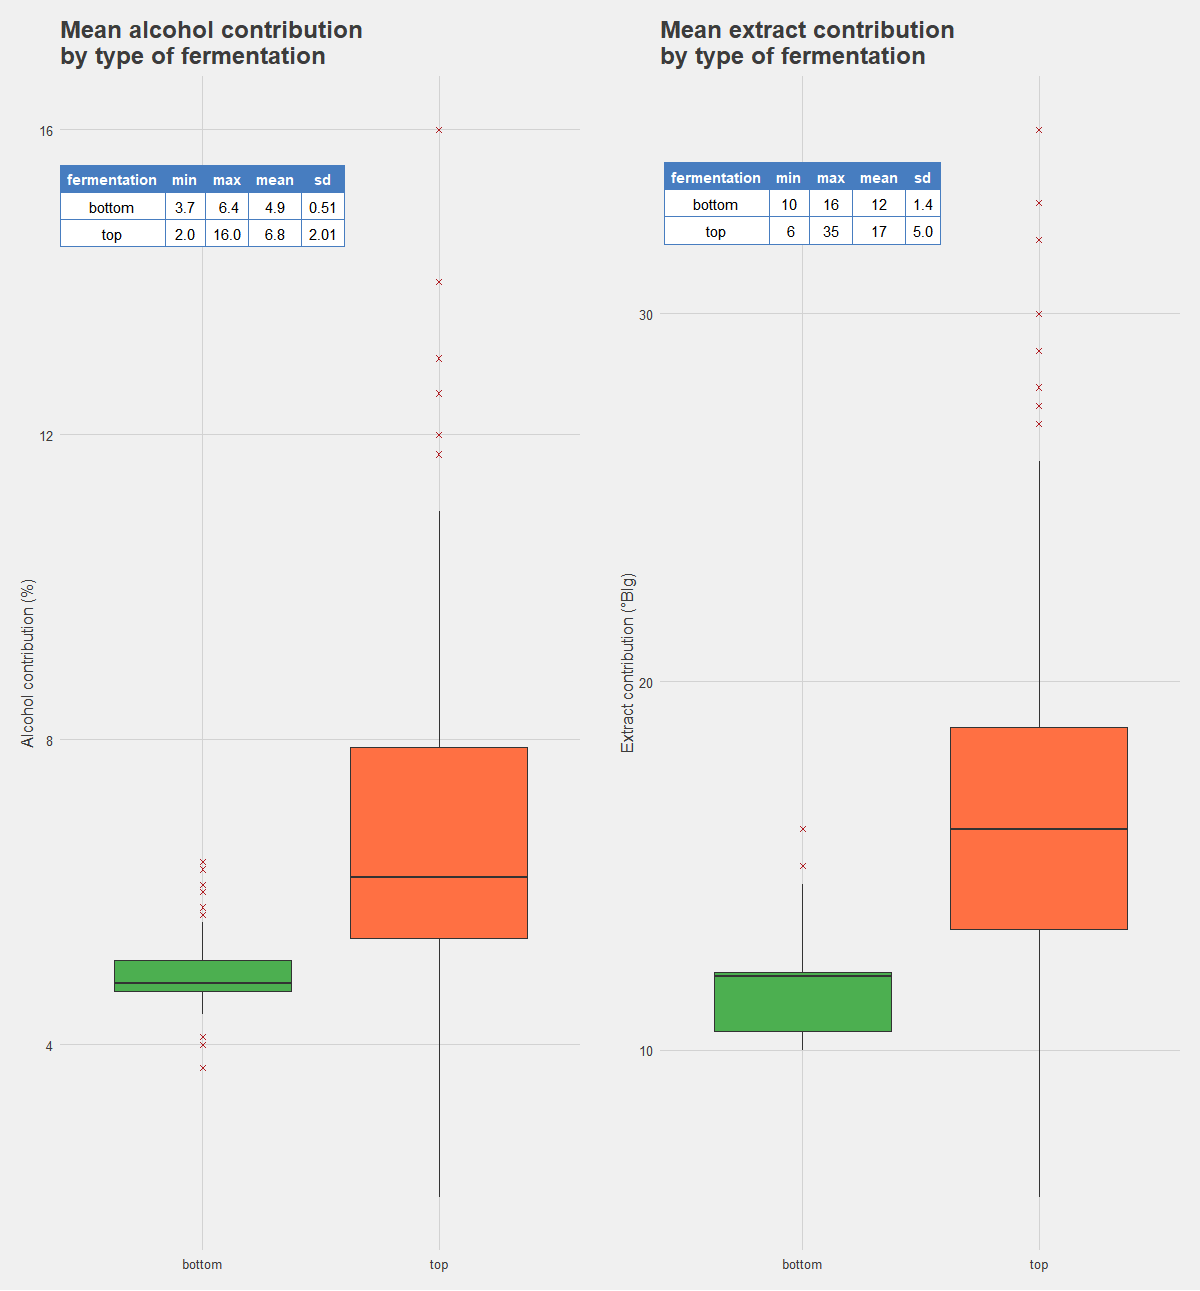 Mean alcohol contribution
by type of fermentation
16
12
8
4
Alcohol contribution (%)
fermentation min max mean sd
bottom 3.7 6.4 4.9 0.51
top 2.0 16.0 6.8 2.01
bottom top
Mean extract contribution
by type of fermentation
30
20
10
Extract contribution (°Blg)
fermentation min max mean sd
bottom 10 16 12 1.4
top 6 35 17 5.0
bottom top